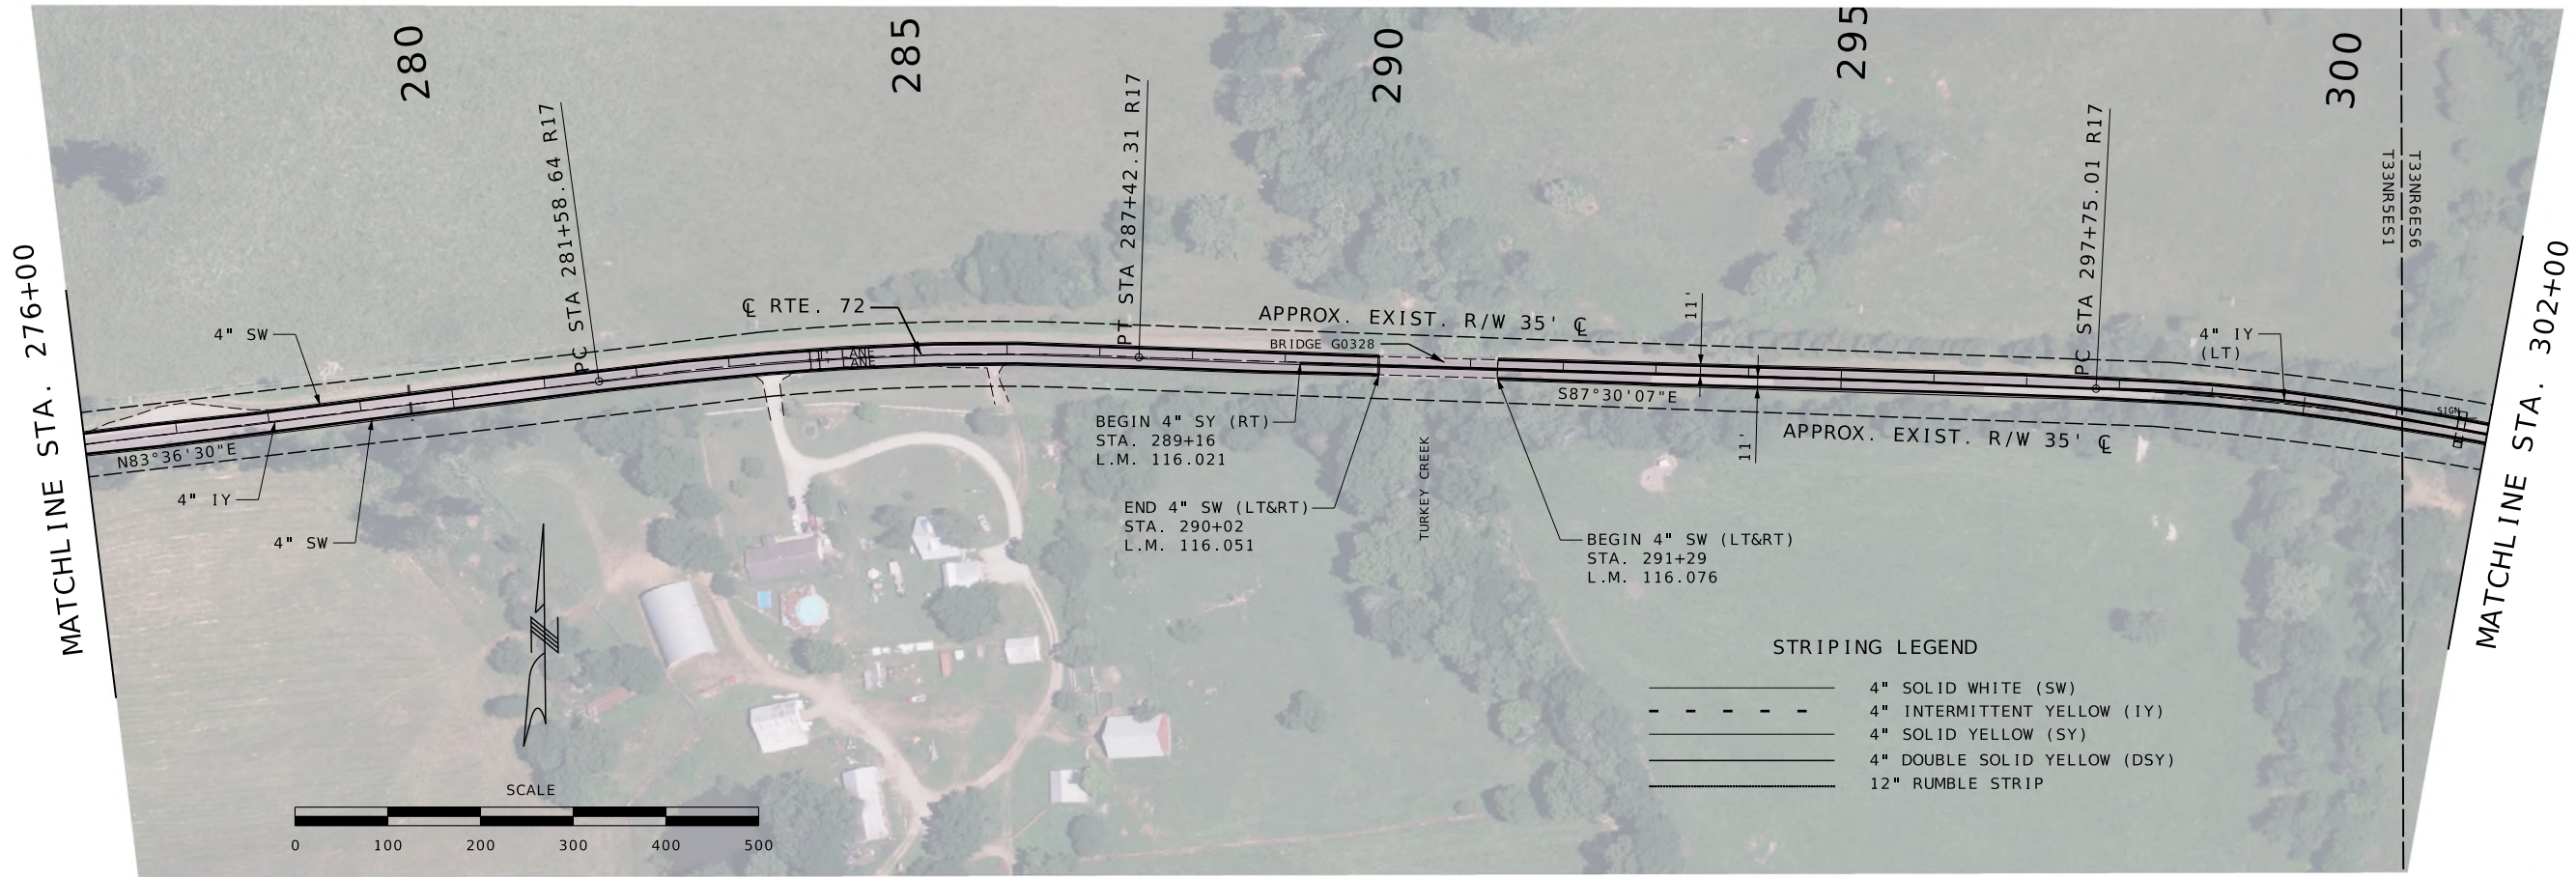 280
285
290
295
300
PC STA 281+58.64 R17
PT STA 287+42.31 R17
PC STA 297+75.01 R17
T33NR5ES1
T33NR6ES6
MATCHLINE STA. 276+00
MATCHLINE STA. 302+00
4" SW
℄ RTE. 72
APPROX. EXIST. R/W 35' ℄
BRIDGE G0328
11'
4" IY
(LT)
11' LANE
LANE
SIGN
N83°36'30"E
S87°30'07"E
4" IY
4" SW
BEGIN 4" SY (RT)
STA. 289+16
L.M. 116.021
END 4" SW (LT&RT)
STA. 290+02
L.M. 116.051
TURKEY CREEK
11'
APPROX. EXIST. R/W 35' ℄
BEGIN 4" SW (LT&RT)
STA. 291+29
L.M. 116.076
STRIPING LEGEND
4" SOLID WHITE (SW)
4" INTERMITTENT YELLOW (IY)
4" SOLID YELLOW (SY)
4" DOUBLE SOLID YELLOW (DSY)
12" RUMBLE STRIP
N
SCALE
0 100 200 300 400 500